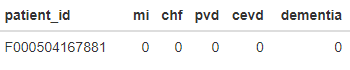 patient_id mi chf pvd cevd dementia
F000504167881 0 0 0 0 0